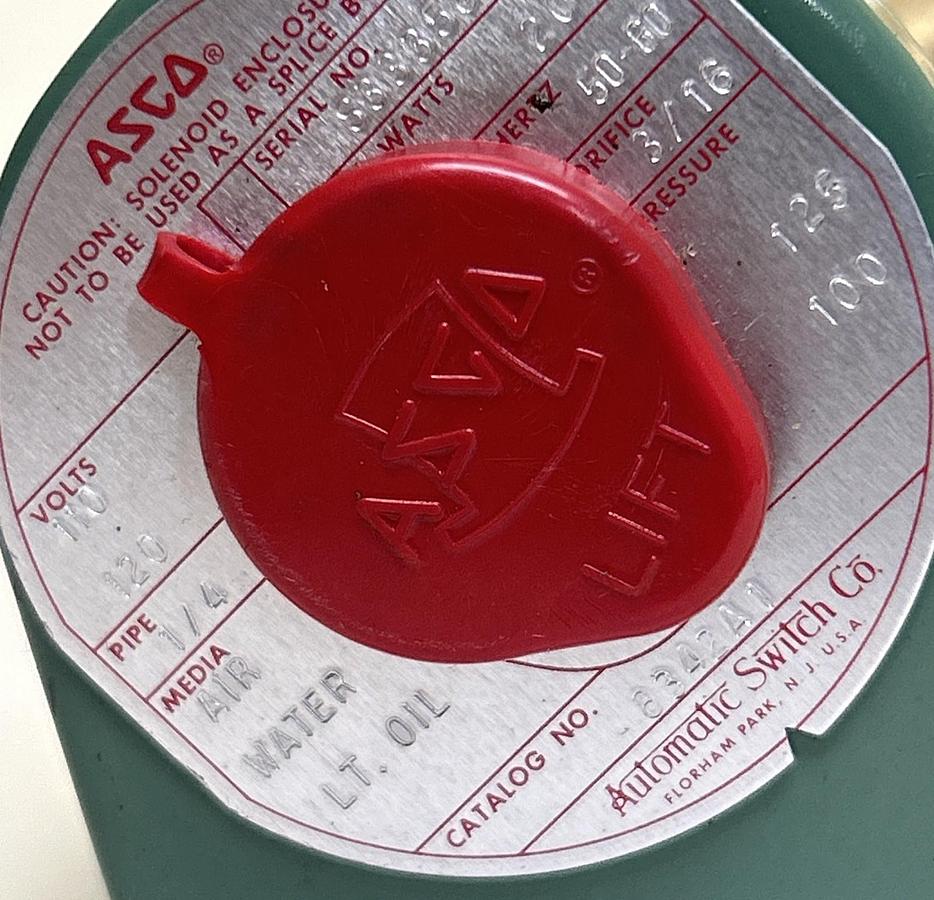 ASCO®
CAUTION: SOLENOID ENCLOSU
NOT TO BE USED AS A SPLICE B
SERIAL NO.
WATTS
HERTZ
50-60
ORIFICE
3/16
PRESSURE
125
100
ASCO®
LIFT
VOLTS
110
120
PIPE
1/4
MEDIA
AIR
WATER
LT. OIL
CATALOG NO. 8342A1
Automatic Switch Co.
FLORHAM PARK, N.J. U.S.A.